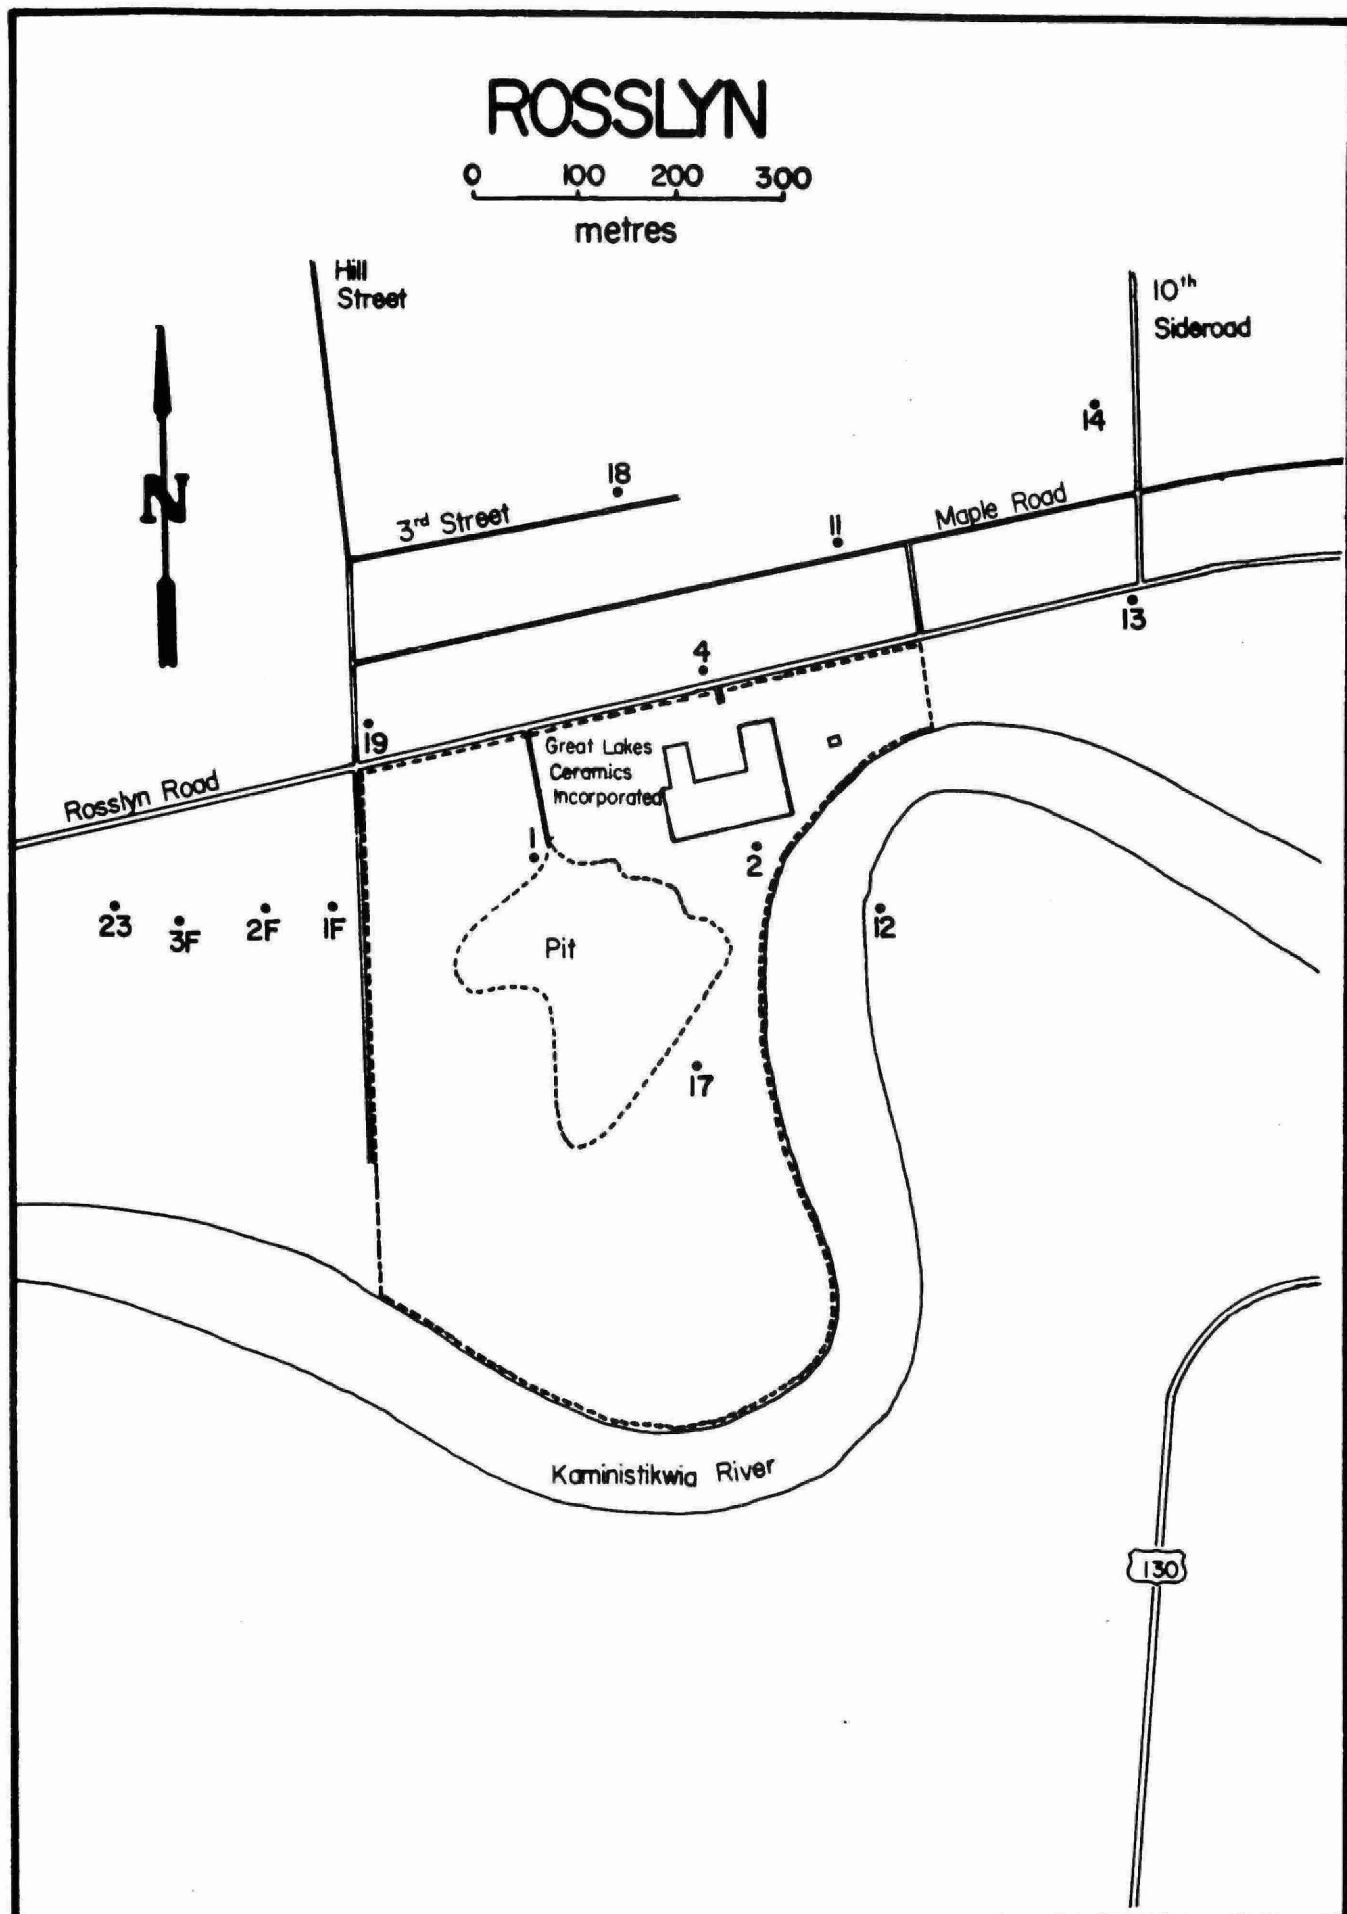 ROSSLYN
0 100 200 300
metres
Hill
Street
10th
Sideroad
14
N
18
3rd Street
11
Maple Road
13
4
19
Great Lakes
Ceramics
Incorporated
Rosslyn Road
1
2
23
3F
2F
1F
12
Pit
17
Kaministikwia River
130